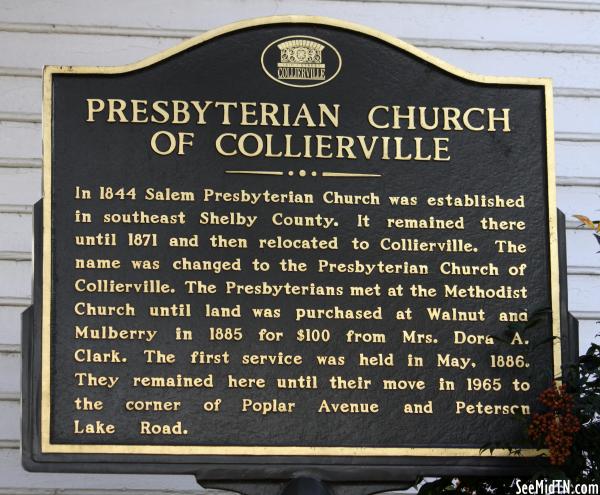 COLLIERVILLE
PRESBYTERIAN CHURCH
OF COLLIERVILLE
In 1844 Salem Presbyterian Church was established
in southeast Shelby County. It remained there
until 1871 and then relocated to Collierville. The
name was changed to the Presbyterian Church of
Collierville. The Presbyterians met at the Methodist
Church until land was purchased at Walnut and
Mulberry in 1885 for $100 from Mrs. Dora A.
Clark. The first service was held in May, 1886.
They remained here until their move in 1965 to
the corner of Poplar Avenue and Peterson
Lake Road.
SeeMidTN.com